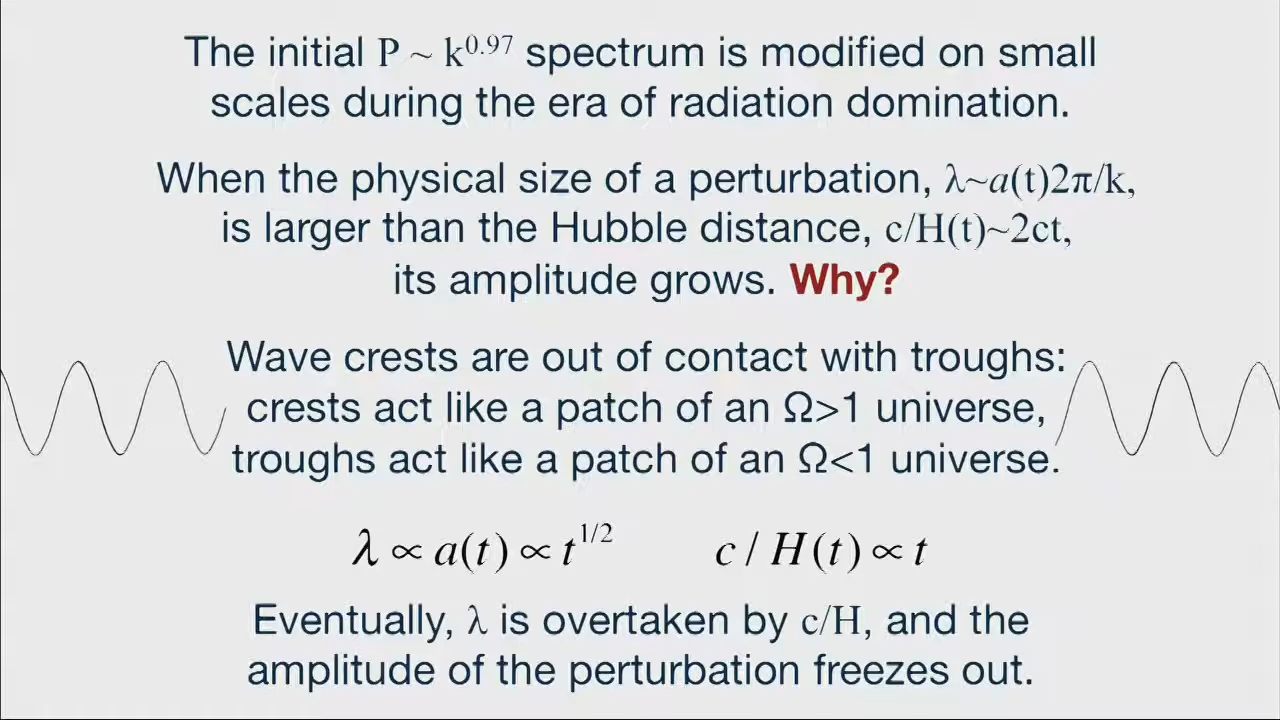 The initial P ~ k^0.97 spectrum is modified on small
scales during the era of radiation domination.
When the physical size of a perturbation, λ~a(t)2π/k,
is larger than the Hubble distance, c/H(t)~2ct,
its amplitude grows. Why?
Wave crests are out of contact with troughs:
crests act like a patch of an Ω>1 universe,
troughs act like a patch of an Ω<1 universe.
λ ∝ a(t) ∝ t^1/2 c / H(t) ∝ t
Eventually, λ is overtaken by c/H, and the
amplitude of the perturbation freezes out.